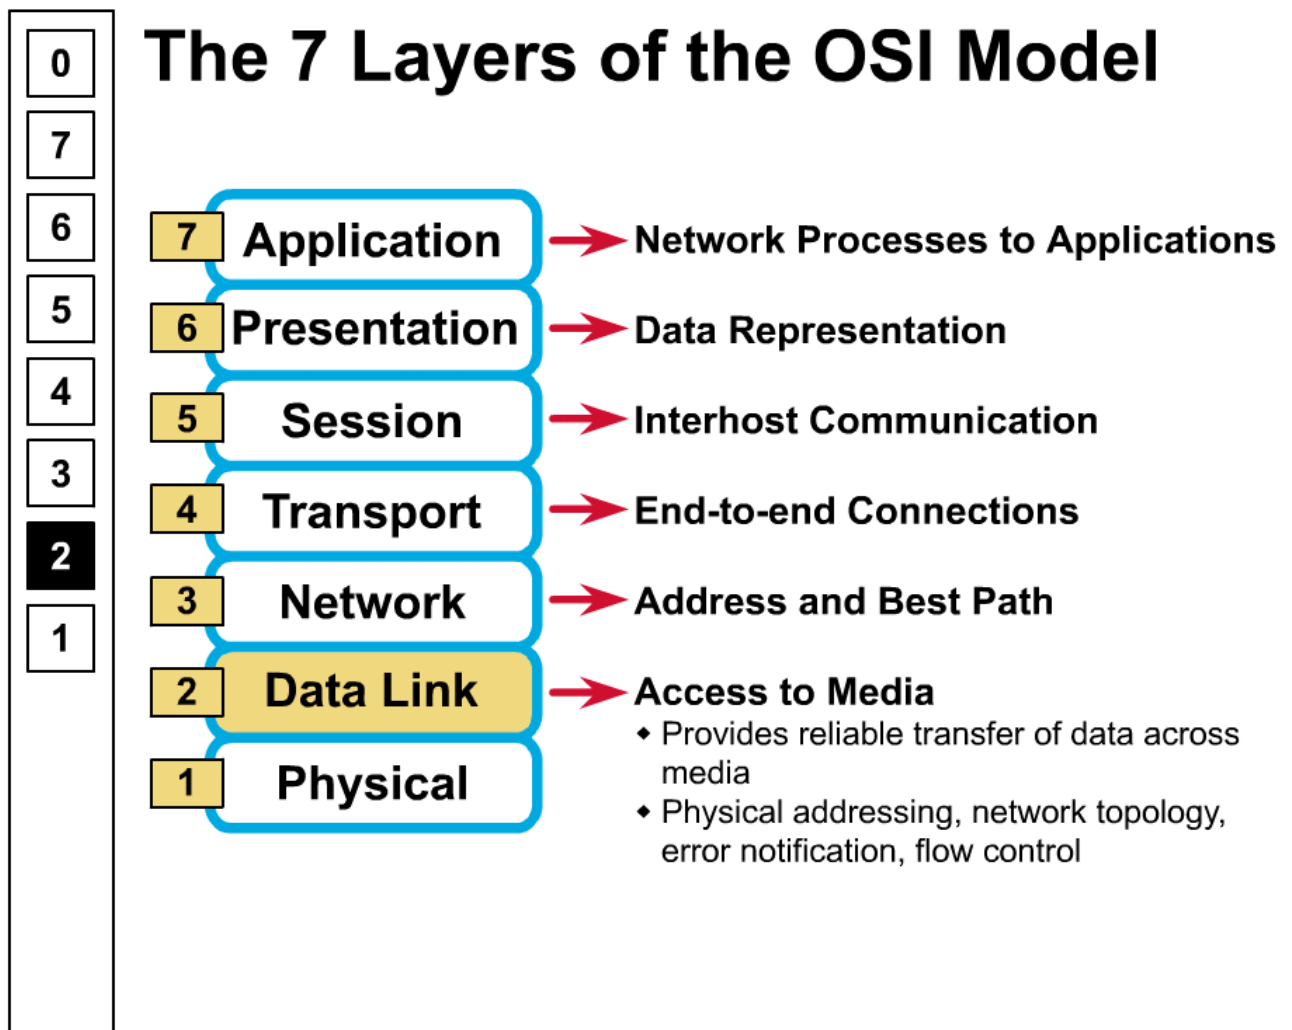 The 7 Layers of the OSI Model
0
7
6
5
4
3
2
1
7 Application Network Processes to Applications
6 Presentation Data Representation
5 Session Interhost Communication
4 Transport End-to-end Connections
3 Network Address and Best Path
2 Data Link Access to Media
◆ Provides reliable transfer of data across
media
◆ Physical addressing, network topology,
error notification, flow control
1 Physical